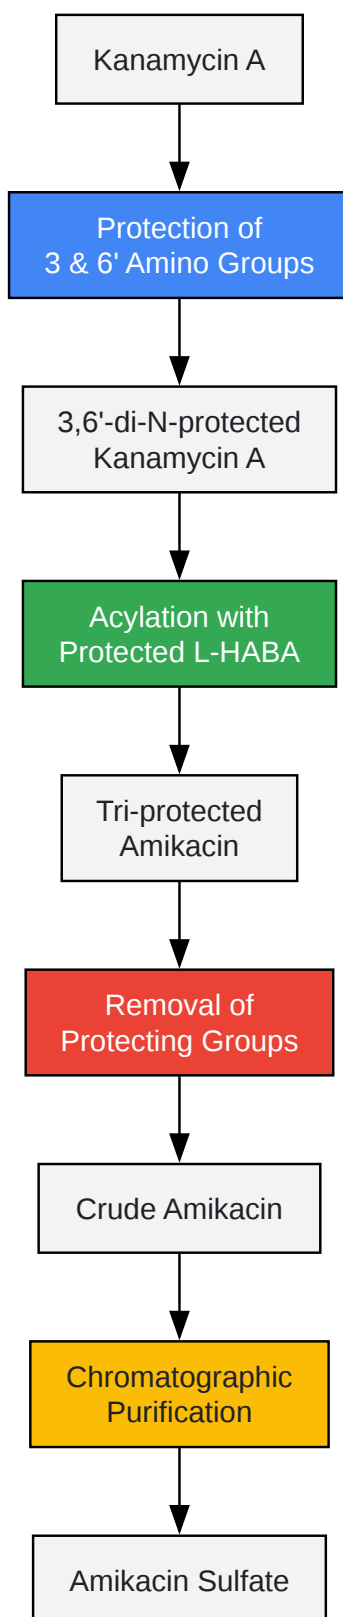 Kanamycin A
Protection of
3 & 6' Amino Groups
3,6'-di-N-protected
Kanamycin A
Acylation with
Protected L-HABA
Tri-protected
Amikacin
Removal of
Protecting Groups
Crude Amikacin
Chromatographic
Purification
Amikacin Sulfate